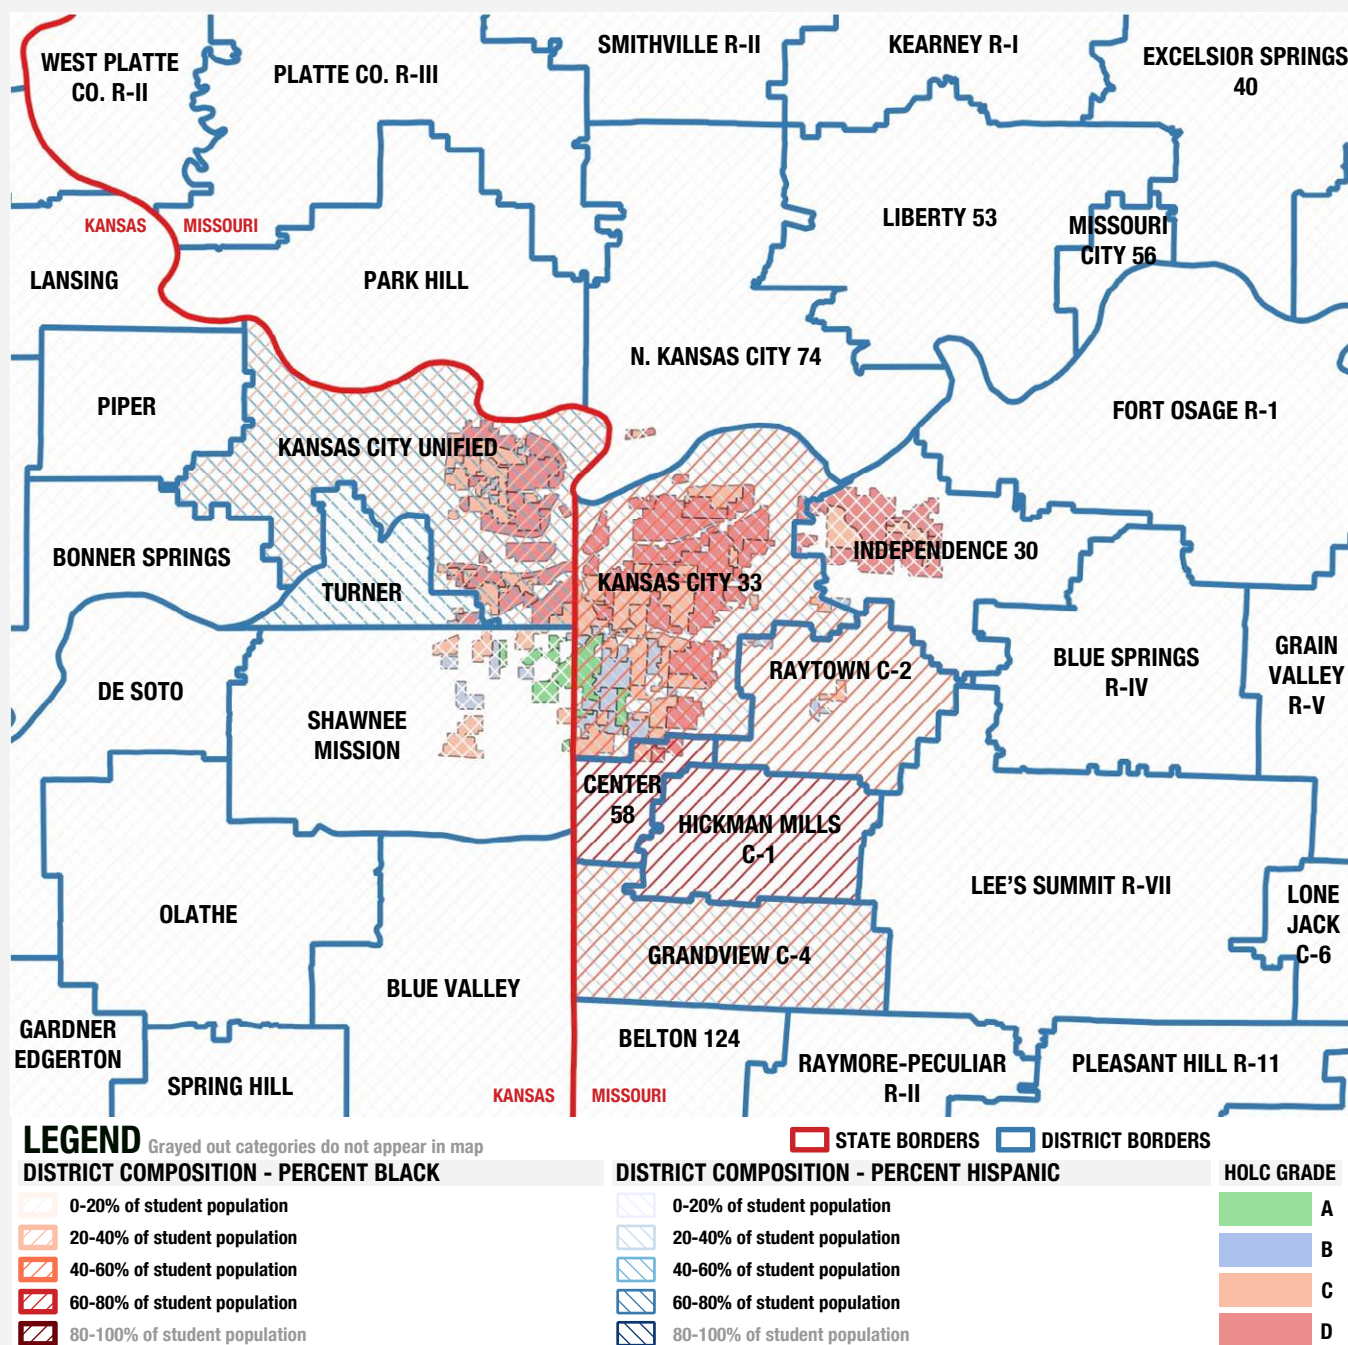 WEST PLATTE
CO. R-II
PLATTE CO. R-III
SMITHVILLE R-II
KEARNEY R-I
EXCELSIOR SPRINGS
40
KANSAS
MISSOURI
LIBERTY 53
MISSOURI
CITY 56
LANSING
PARK HILL
N. KANSAS CITY 74
PIPER
FORT OSAGE R-1
KANSAS CITY UNIFIED
BONNER SPRINGS
TURNER
KANSAS CITY 33
INDEPENDENCE 30
DE SOTO
SHAWNEE
MISSION
RAYTOWN C-2
BLUE SPRINGS
R-IV
GRAIN
VALLEY
R-V
CENTER
58
HICKMAN MILLS
C-1
OLATHE
LEE'S SUMMIT R-VII
LONE
JACK
C-6
BLUE VALLEY
GRANDVIEW C-4
GARDNER
EDGERTON
SPRING HILL
BELTON 124
RAYMORE-PECULIAR
R-II
PLEASANT HILL R-11
KANSAS
MISSOURI
LEGEND Grayed out categories do not appear in map
STATE BORDERS
DISTRICT BORDERS
DISTRICT COMPOSITION - PERCENT BLACK
0-20% of student population
20-40% of student population
40-60% of student population
60-80% of student population
80-100% of student population
DISTRICT COMPOSITION - PERCENT HISPANIC
0-20% of student population
20-40% of student population
40-60% of student population
60-80% of student population
80-100% of student population
HOLC GRADE
A
B
C
D